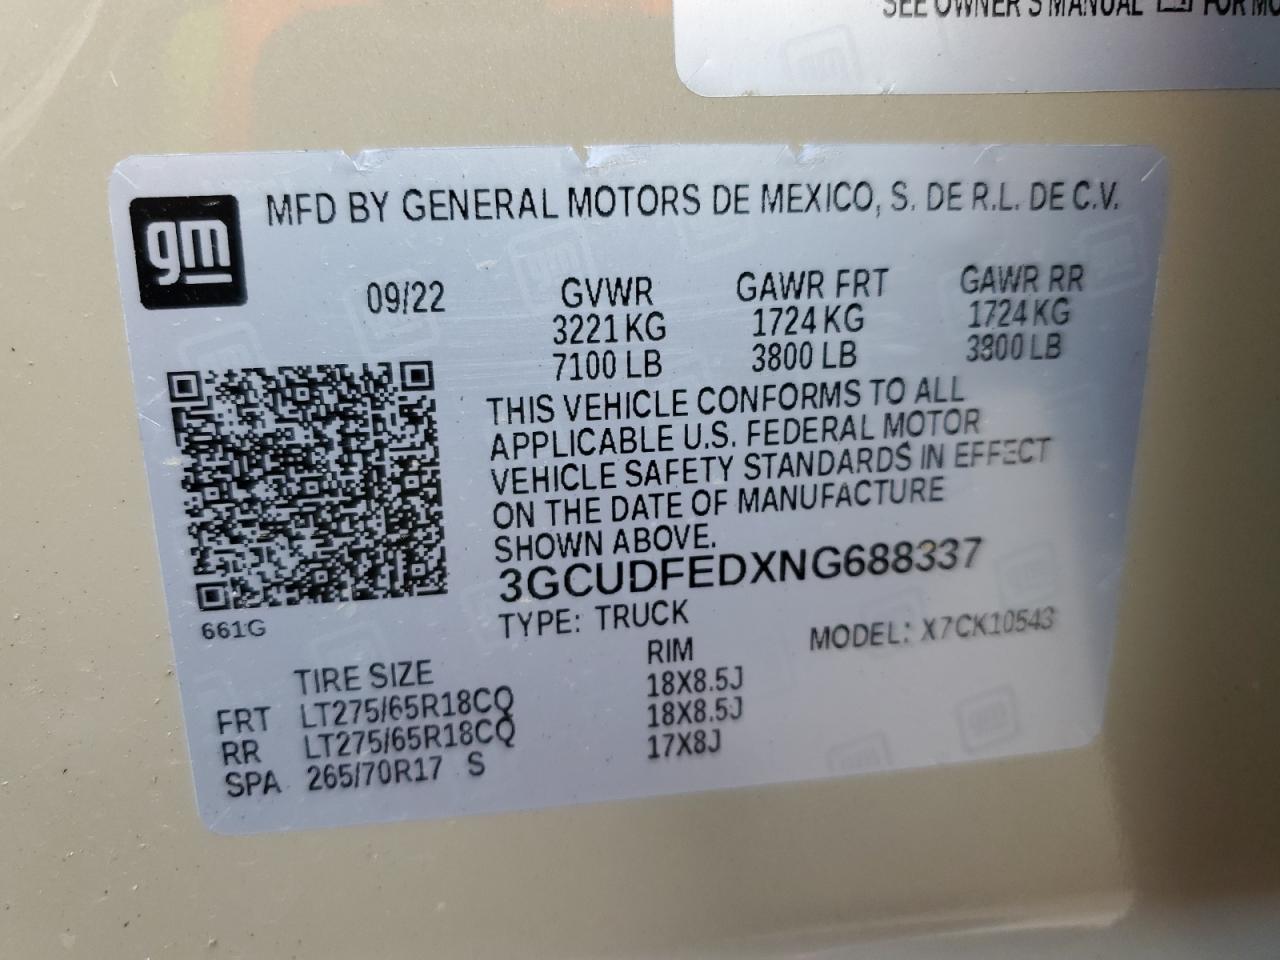 SEE OWNER'S MANUAL FOR
gm
MFD BY GENERAL MOTORS DE MEXICO, S. DE R.L. DE C.V.
09/22 GVWR GAWR FRT GAWR RR
3221 KG 1724 KG 1724 KG
7100 LB 3800 LB 3800 LB
THIS VEHICLE CONFORMS TO ALL
APPLICABLE U.S. FEDERAL MOTOR
VEHICLE SAFETY STANDARDS IN EFFECT
ON THE DATE OF MANUFACTURE
SHOWN ABOVE.
3GCUDFEDXNG688337
661G
TYPE: TRUCK MODEL: X7CK10543
TIRE SIZE RIM
FRT LT275/65R18CQ 18X8.5J
RR LT275/65R18CQ 18X8.5J
SPA 265/70R17 S 17X8J